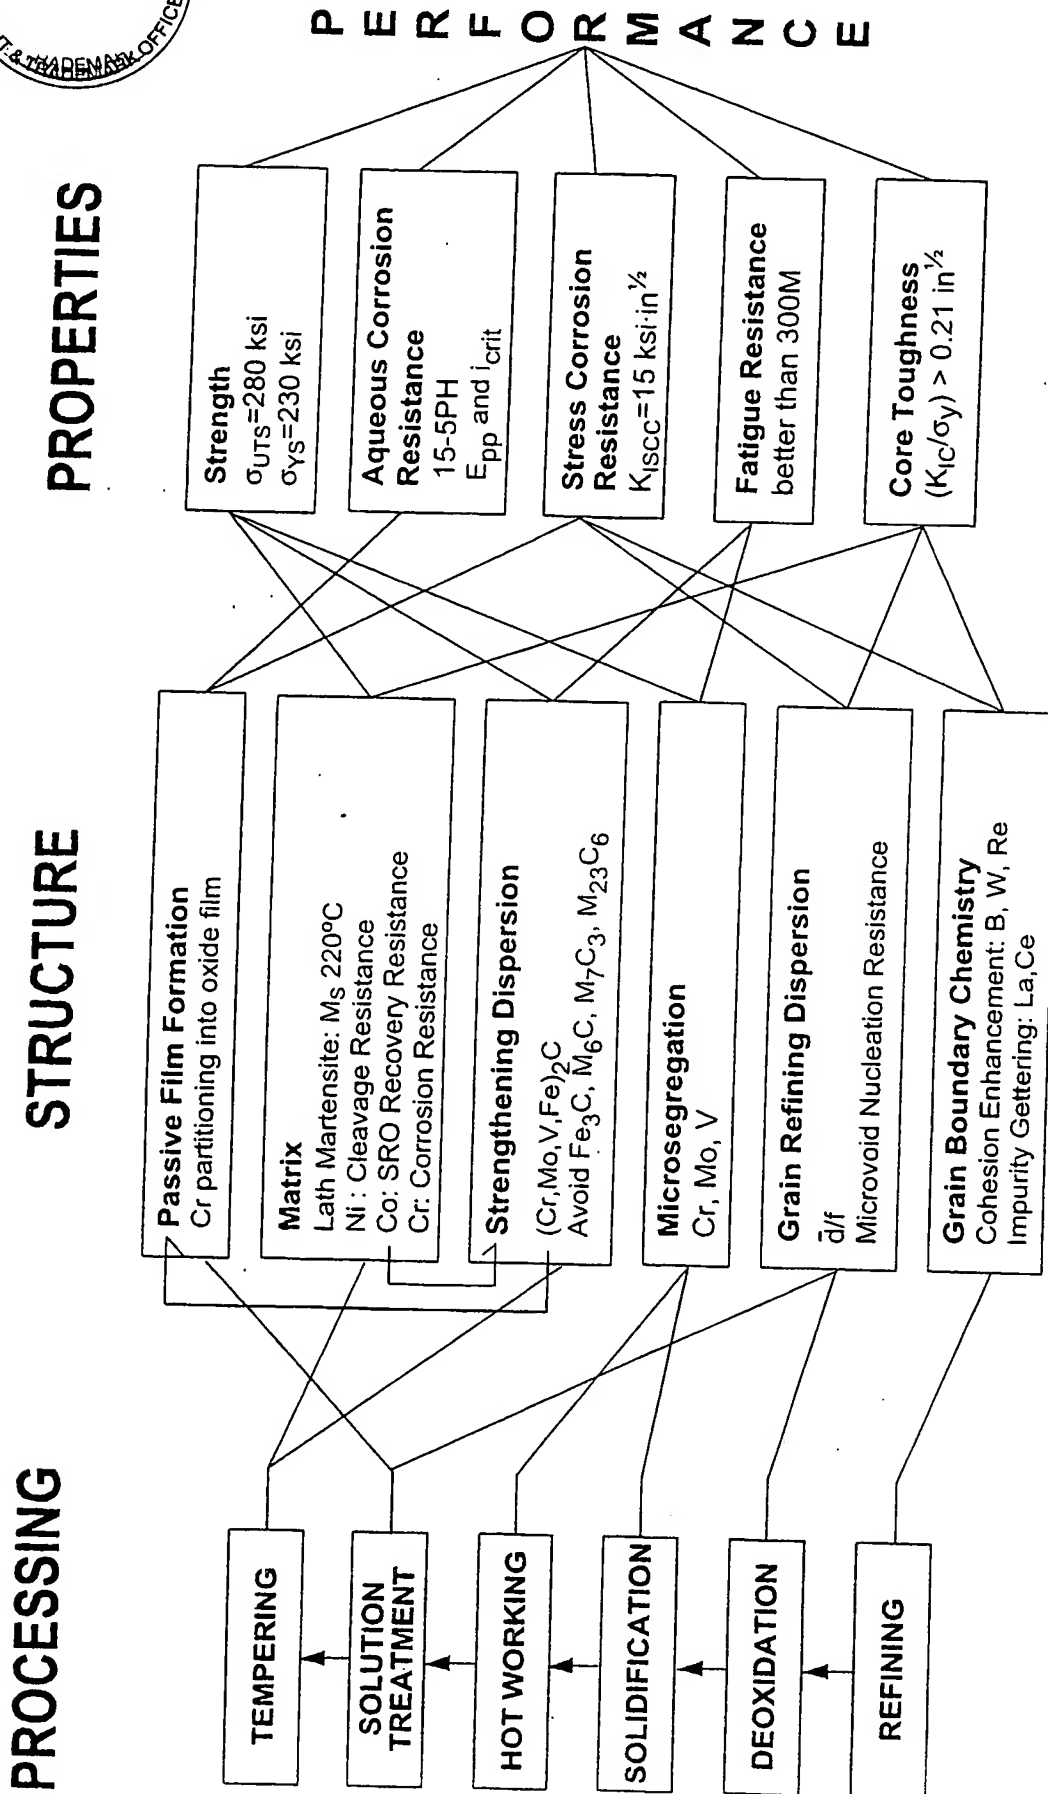 PROCESSING
TEMPERING
SOLUTION
TREATMENT
HOT WORKING
SOLIDIFICATION
DEOXIDATION
REFINING
STRUCTURE
Passive Film Formation
Cr partitioning into oxide film
Matrix
Lath Martensite: Ms 220ºC
Ni : Cleavage Resistance
Co: SRO Recovery Resistance
Cr: Corrosion Resistance
Strengthening Dispersion
(Cr,Mo,V,Fe)₂C
Avoid Fe₃C, M₆C, M₇C₃, M₂₃C₆
Microsegregation
Cr, Mo, V
Grain Refining Dispersion
d̄/f
Microvoid Nucleation Resistance
Grain Boundary Chemistry
Cohesion Enhancement: B, W, Re
Impurity Gettering: La,Ce
PROPERTIES
Strength
σUTS=280 ksi
σYS=230 ksi
Aqueous Corrosion
Resistance
15-5PH
Epp and icrit
Stress Corrosion
Resistance
KISCC=15 ksi·in½
Fatigue Resistance
better than 300M
Core Toughness
(KIC/σy) > 0.21 in½
PERFORMANCE
T & TRADEMARK OFFICE